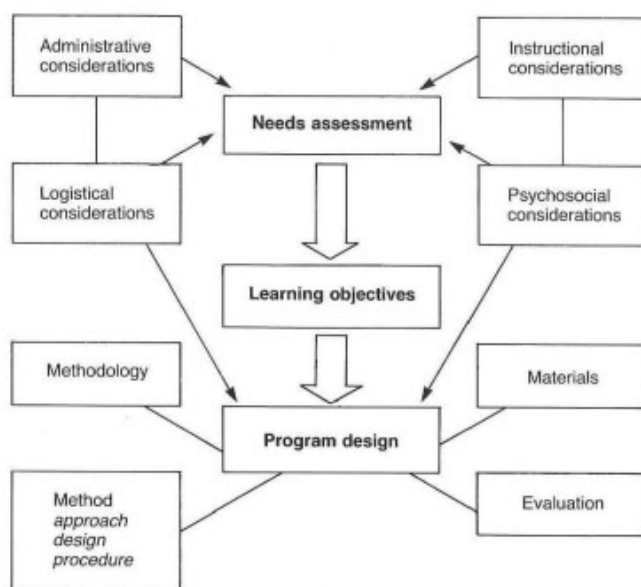 Administrative
considerations
Instructional
considerations
Needs assessment
Logistical
considerations
Psychosocial
considerations
Learning objectives
Methodology
Materials
Program design
Method
approach
design
procedure
Evaluation